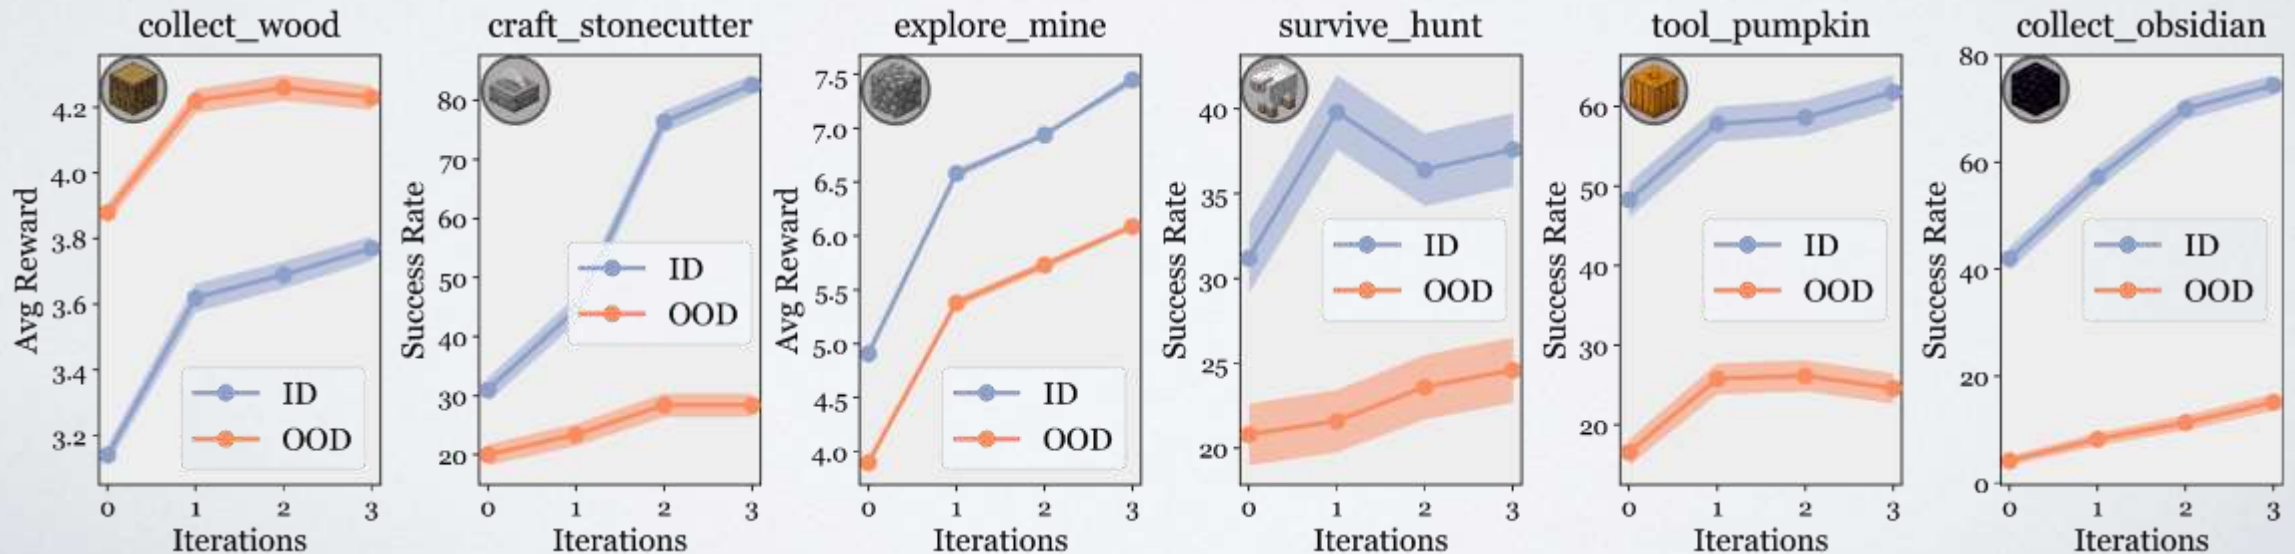 collect_wood
Avg Reward
4.2
4.0
3.8
3.6
3.4
3.2
ID
OOD
0 1 2 3
Iterations
craft_stonecutter
Success Rate
80
70
60
50
40
30
20
ID
OOD
0 1 2 3
Iterations
explore_mine
Avg Reward
7.5
7.0
6.5
6.0
5.5
5.0
4.5
4.0
ID
OOD
0 1 2 3
Iterations
survive_hunt
Success Rate
40
35
30
25
20
ID
OOD
0 1 2 3
Iterations
tool_pumpkin
Success Rate
60
50
40
30
20
ID
OOD
0 1 2 3
Iterations
collect_obsidian
Success Rate
80
60
40
20
0
ID
OOD
0 1 2 3
Iterations